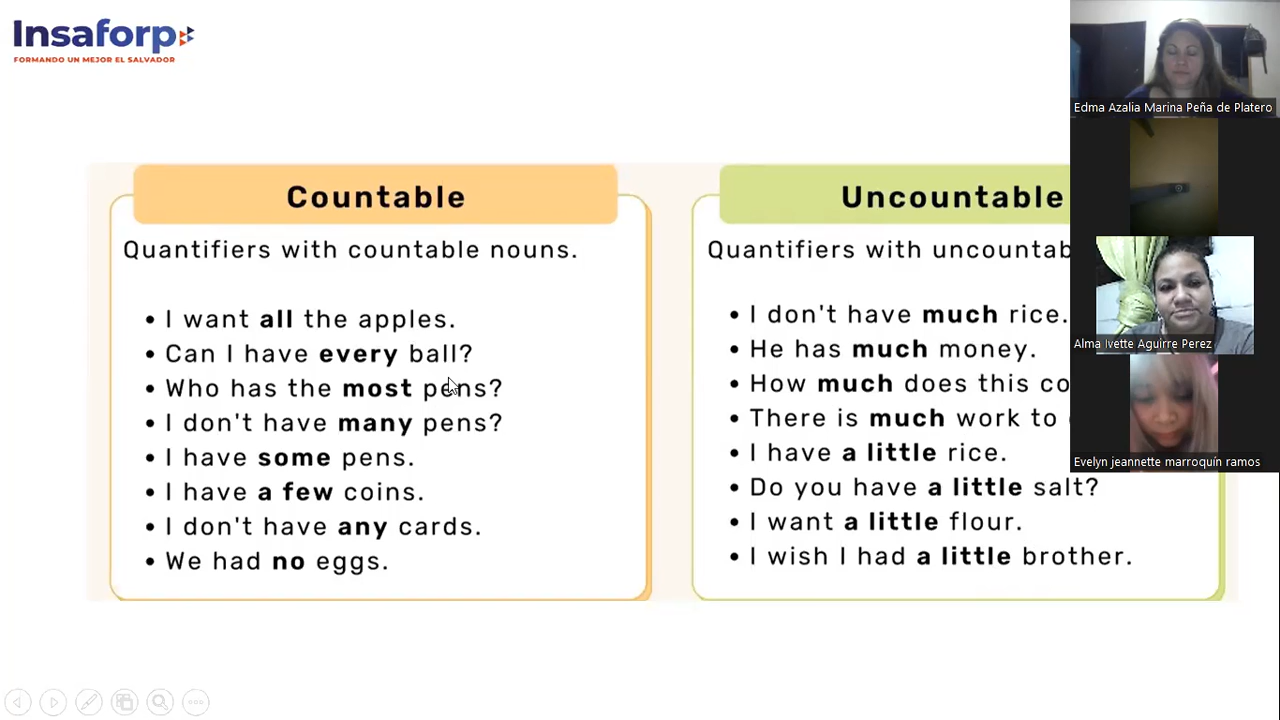 Insaforp
FORMANDO UN MEJOR EL SALVADOR
Countable
Quantifiers with countable nouns.
• I want all the apples.
• Can I have every ball?
• Who has the most pens?
• I don't have many pens?
• I have some pens.
• I have a few coins.
• I don't have any cards.
• We had no eggs.
Uncountable
Quantifiers with
• I don't have much rice.
• He has much money.
• How much does this
• There is much work to
• I have a little rice.
• Do you have a little salt?
• I want a little flour.
• I wish I had a little brother.
Edma Azalia Marina Peña de Platero
Alma Ivette Aguirre Perez
Evelyn jeannette marroquín ramos